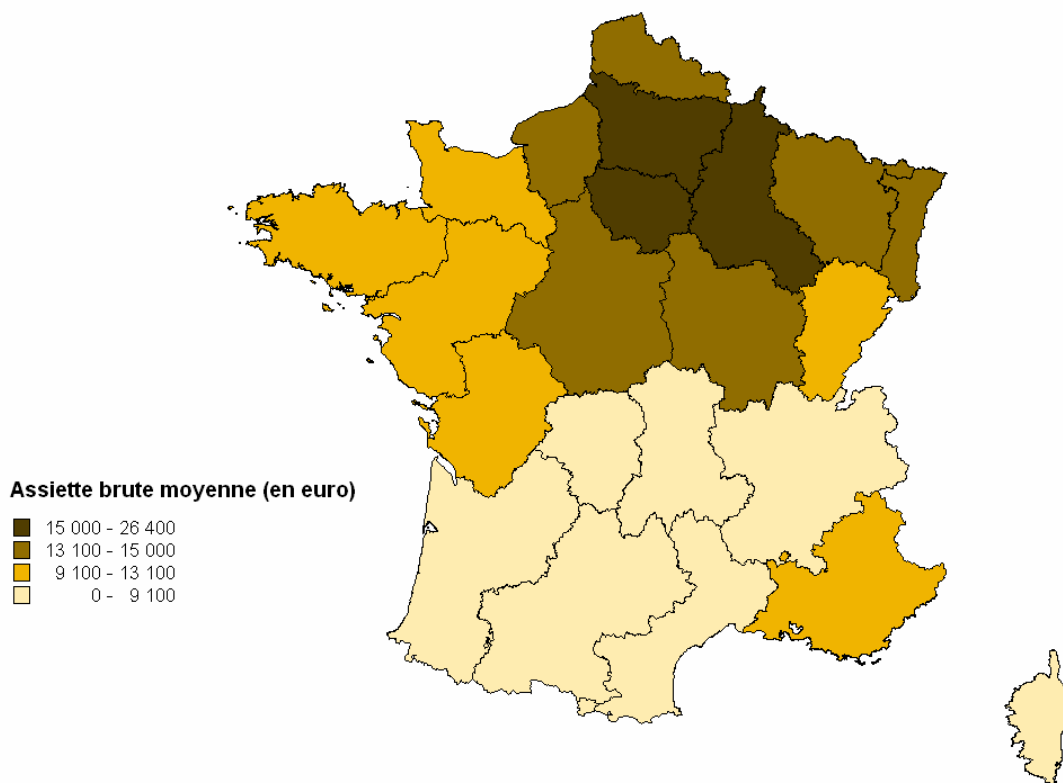 Assiette brute moyenne (en euro)
15 000 - 26 400
13 100 - 15 000
9 100 - 13 100
0 - 9 100